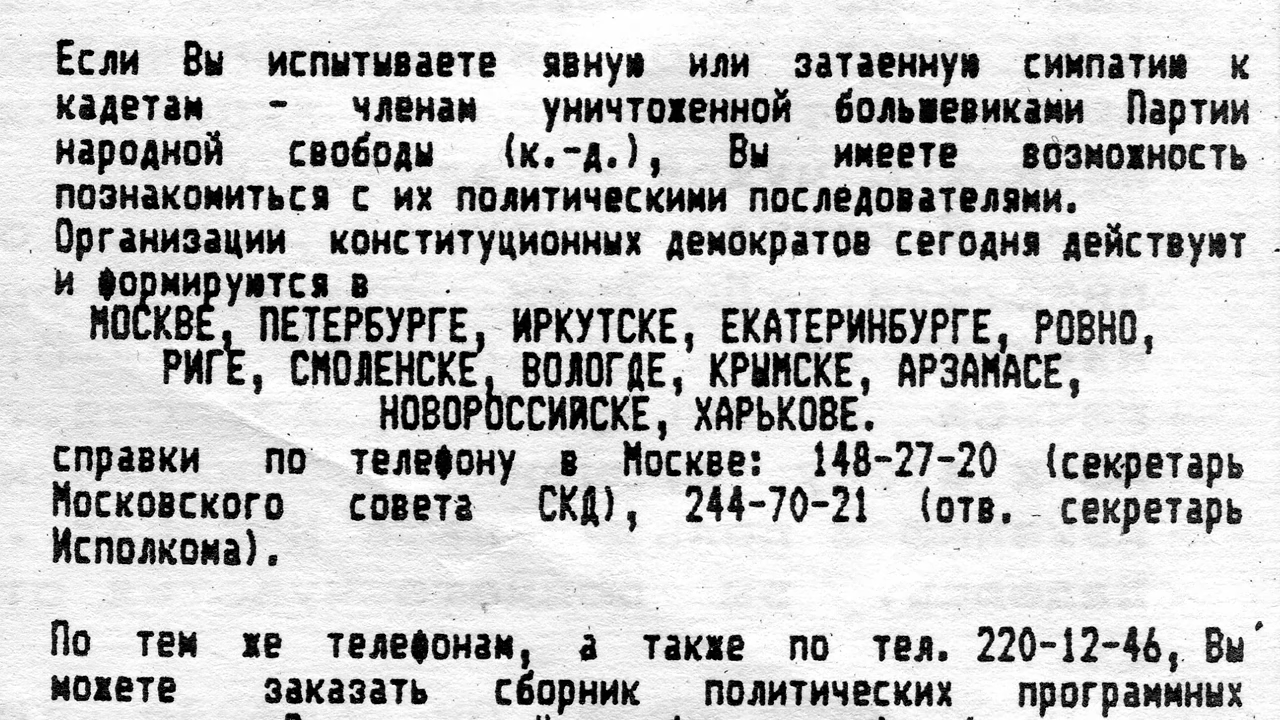 Если Вы испытываете явную или затаенную симпатию к
кадетам - членам уничтоженной большевиками Партии
народной свободы (к.-д.), Вы имеете возможность
познакомиться с их политическими последователями.
Организации конституционных демократов сегодня действуют
и формируются в
МОСКВЕ, ПЕТЕРБУРГЕ, ИРКУТСКЕ, ЕКАТЕРИНБУРГЕ, РОВНО,
РИГЕ, СМОЛЕНСКЕ, ВОЛОГДЕ, КРЫМСКЕ, АРЗАМАСЕ,
НОВОРОССИЙСКЕ, ХАРЬКОВЕ.
справки по телефону в Москве: 148-27-20 (секретарь
Московского совета СКД), 244-70-21 (отв. секретарь
Исполкома).
По тем же телефонам, а также по тел. 220-12-46, Вы
можете заказать сборник политических программных